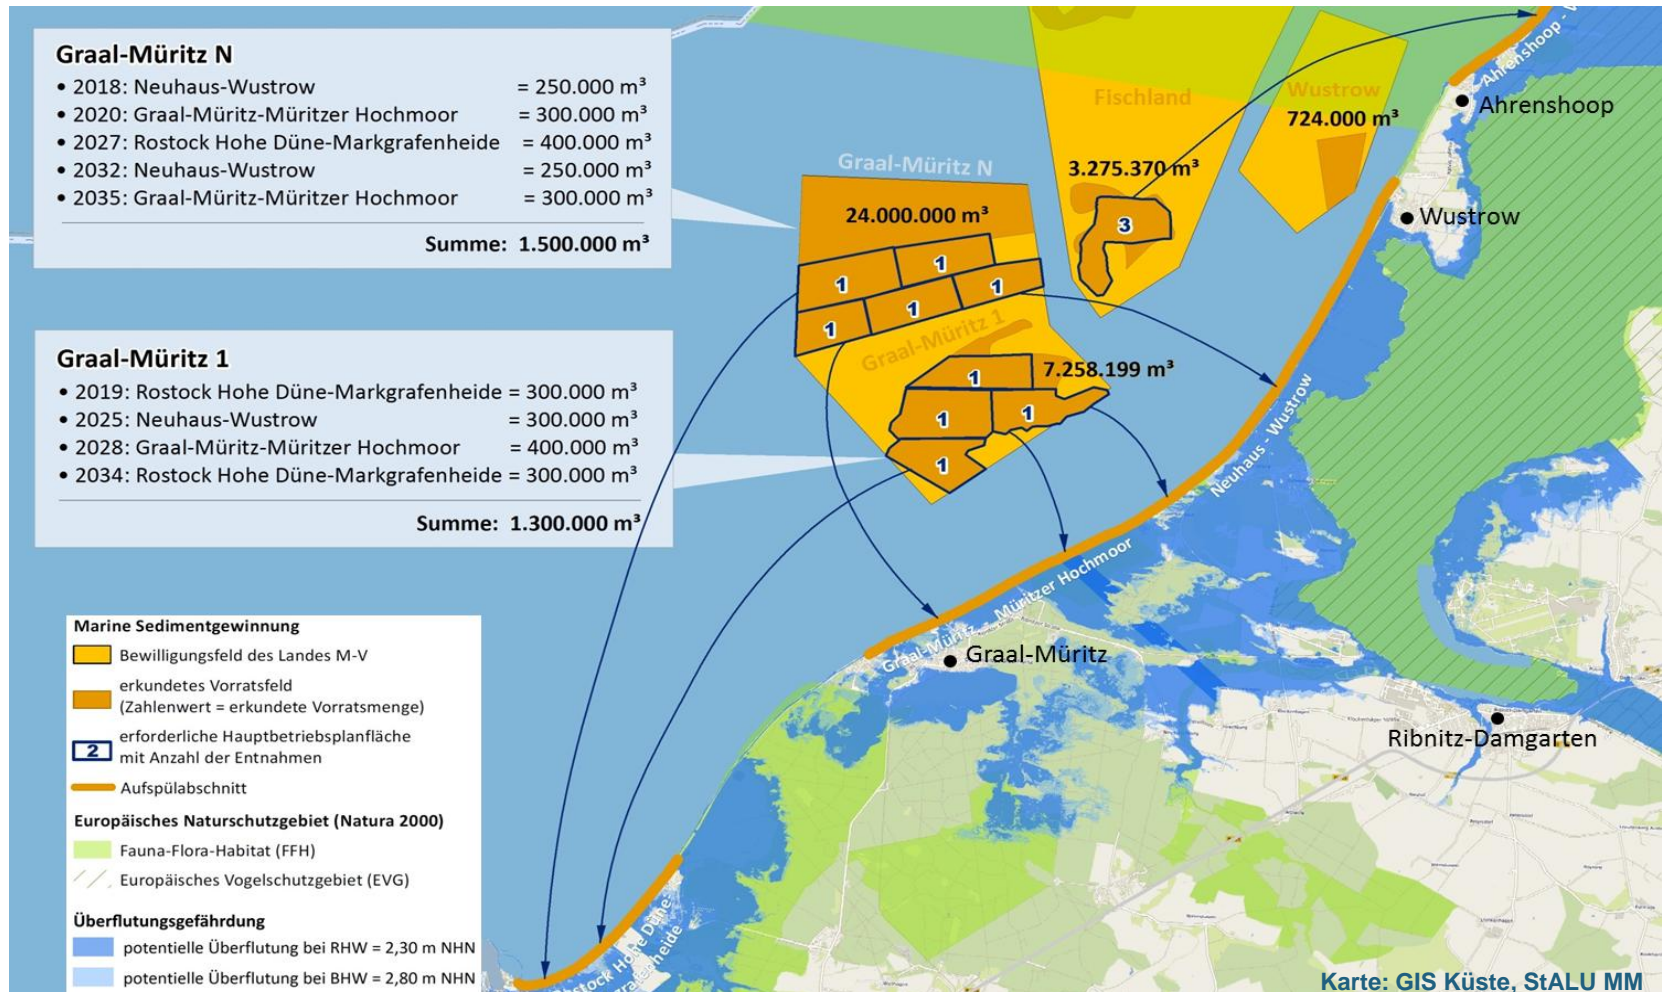 Graal-Müritz N
• 2018: Neuhaus-Wustrow = 250.000 m³
• 2020: Graal-Müritz-Müritzer Hochmoor = 300.000 m³
• 2027: Rostock Hohe Düne-Markgrafenheide = 400.000 m³
• 2032: Neuhaus-Wustrow = 250.000 m³
• 2035: Graal-Müritz-Müritzer Hochmoor = 300.000 m³
Summe: 1.500.000 m³
Graal-Müritz 1
• 2019: Rostock Hohe Düne-Markgrafenheide = 300.000 m³
• 2025: Neuhaus-Wustrow = 300.000 m³
• 2028: Graal-Müritz-Müritzer Hochmoor = 400.000 m³
• 2034: Rostock Hohe Düne-Markgrafenheide = 300.000 m³
Summe: 1.300.000 m³
Fischland
3.275.370 m³
3
Wustrow
724.000 m³
Graal-Müritz N
24.000.000 m³
1
1
1
1
1
Graal-Müritz 1
7.258.199 m³
1
1
1
1
Ahrenshoop -
Ahrenshoop
Wustrow
Neuhaus - Wustrow
Graal-Müritz - Müritzer Hochmoor
Graal-Müritz
Ribnitz-Damgarten
Rostock Hohe Düne-
Marine Sedimentgewinnung
Bewilligungsfeld des Landes M-V
erkundetes Vorratsfeld
(Zahlenwert = erkundete Vorratsmenge)
2
erforderliche Hauptbetriebsplanfläche
mit Anzahl der Entnahmen
Aufspülabschnitt
Europäisches Naturschutzgebiet (Natura 2000)
Fauna-Flora-Habitat (FFH)
Europäisches Vogelschutzgebiet (EVG)
Überflutungsgefährdung
potentielle Überflutung bei RHW = 2,30 m NHN
potentielle Überflutung bei BHW = 2,80 m NHN
Karte: GIS Küste, StALU MM